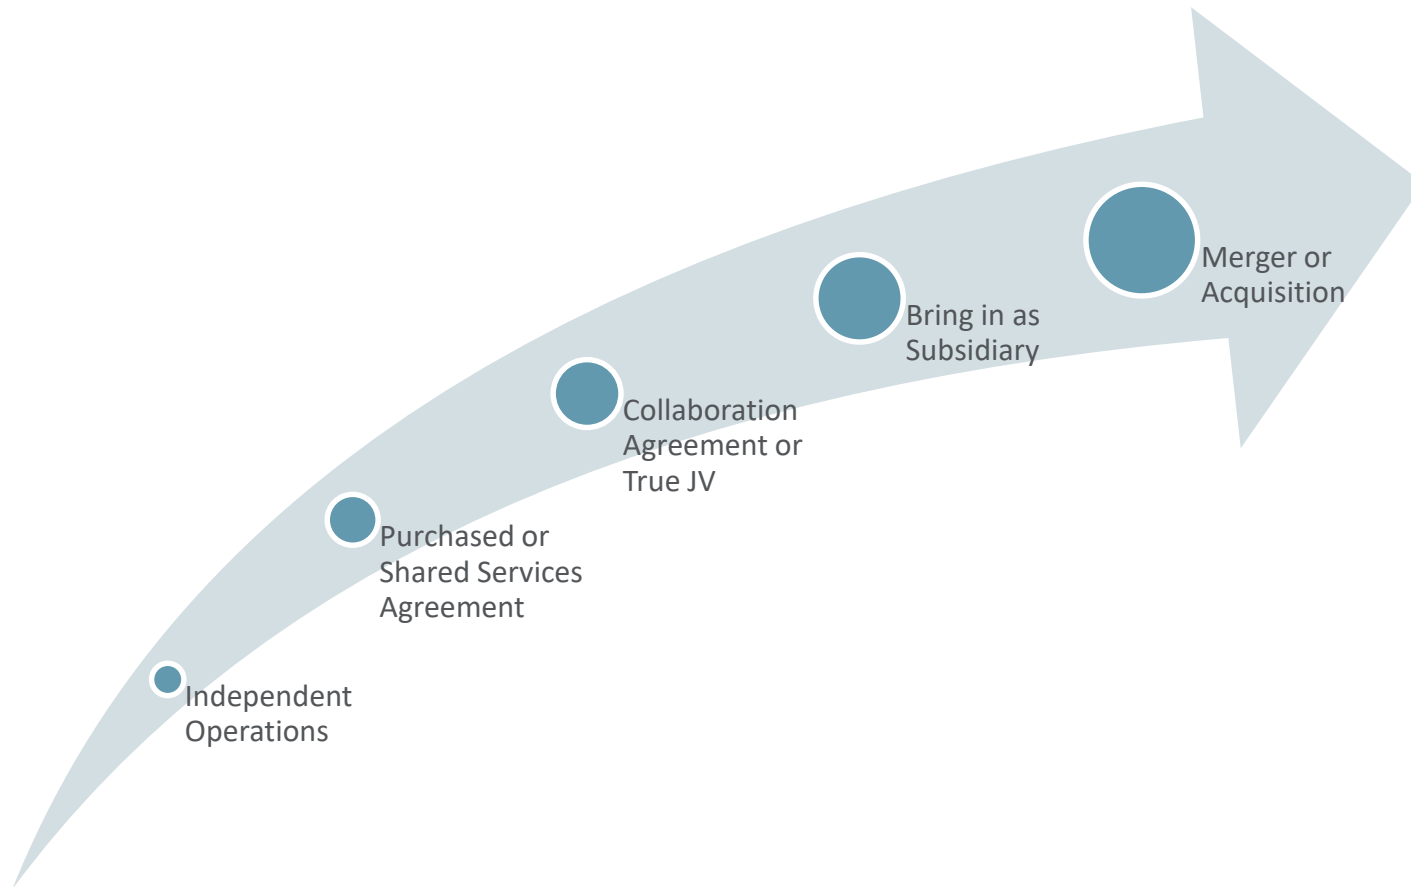 Merger or
Acquisition
Bring in as
Subsidiary
Collaboration
Agreement or
True JV
Purchased or
Shared Services
Agreement
Independent
Operations